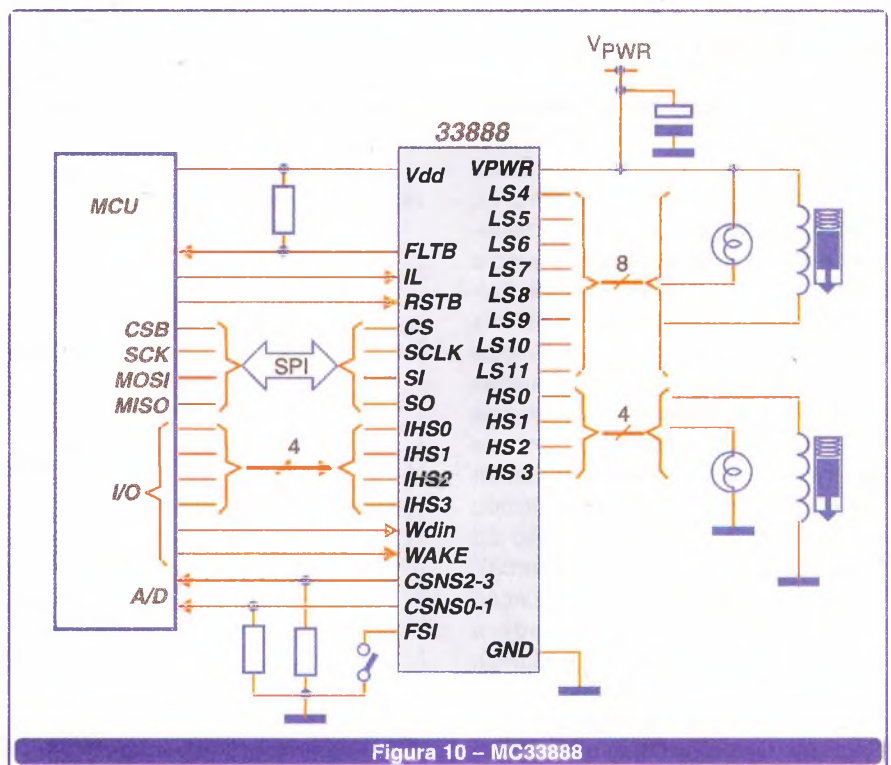 VPWR
33888
MCU
Vdd
VPWR
LS4
LS5
LS6
FLTB
LS7
IL
LS8
8
RSTB
LS9
CSB
CS
LS10
SCK
SCLK
SPI
LS11
MOSI
SI
HS0
MISO
SO
HS1
IHS0
4
HS2
4
IHS1
HS 3
I/O
IHS2
IHS3
Wdin
WAKE
CSNS2-3
A/D
CSNS0-1
FSI
GND
Figura 10 – MC33888